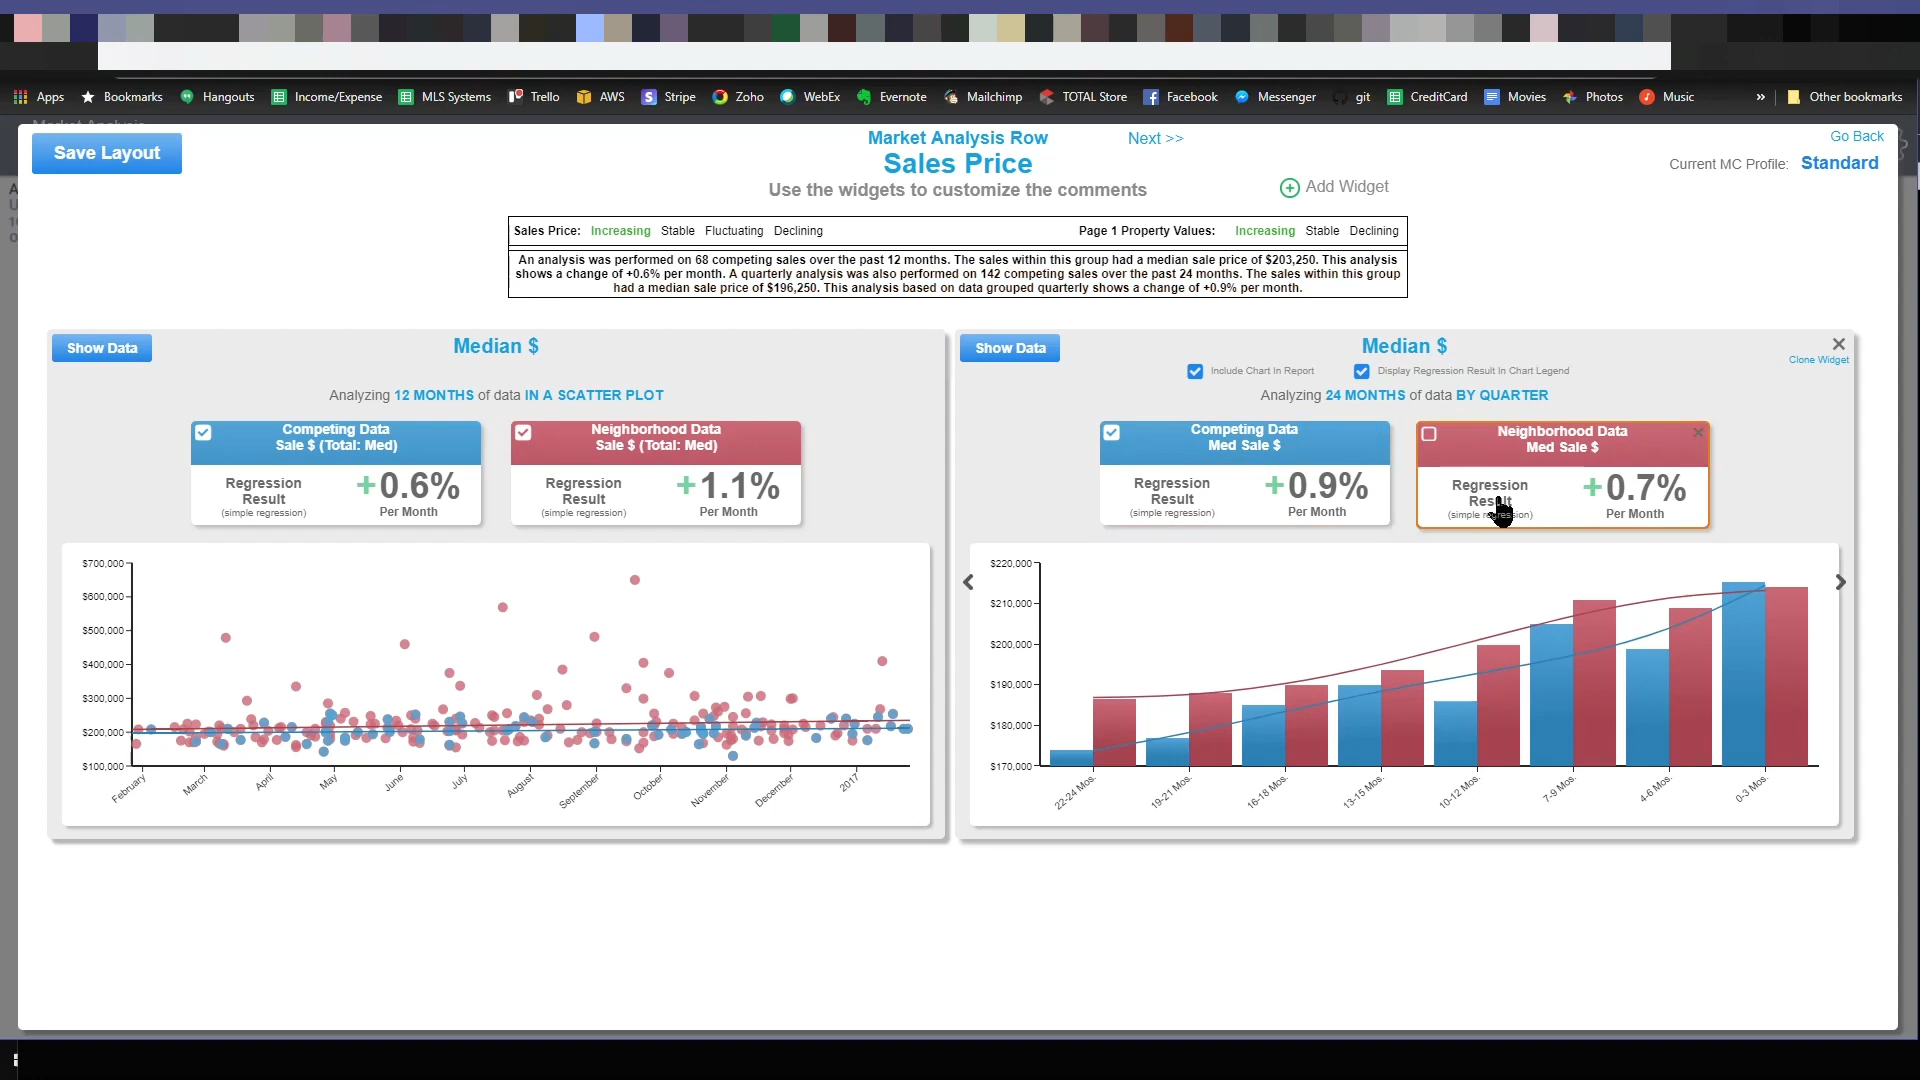 Apps Bookmarks Hangouts Income/Expense MLS Systems Trello AWS Stripe Zoho WebEx Evernote Mailchimp TOTAL Store Facebook Messenger git CreditCard Movies Photos Music » Other bookmarks
Save Layout
Market Analysis Row
Next >>
Go Back
Sales Price
Current MC Profile: Standard
Use the widgets to customize the comments
Add Widget
Sales Price: Increasing Stable Fluctuating Declining Page 1 Property Values: Increasing Stable Declining
An analysis was performed on 68 competing sales over the past 12 months. The sales within this group had a median sale price of $203,250. This analysis
shows a change of +0.6% per month. A quarterly analysis was also performed on 142 competing sales over the past 24 months. The sales within this group
had a median sale price of $196,250. This analysis based on data grouped quarterly shows a change of +0.9% per month.
Show Data
Median $
Analyzing 12 MONTHS of data IN A SCATTER PLOT
Competing Data
Sale $ (Total: Med)
Regression
Result
(simple regression)
+0.6%
Per Month
Neighborhood Data
Sale $ (Total: Med)
Regression
Result
(simple regression)
+1.1%
Per Month
$700,000
$600,000
$500,000
$400,000
$300,000
$200,000
$100,000
February March April May June July August September October November December 2017
Show Data
Median $
Clone Widget
Include Chart In Report
Display Regression Result In Chart Legend
Analyzing 24 MONTHS of data BY QUARTER
Competing Data
Med Sale $
Regression
Result
(simple regression)
+0.9%
Per Month
Neighborhood Data
Med Sale $
Regression
Result
(simple regression)
+0.7%
Per Month
$220,000
$210,000
$200,000
$190,000
$180,000
$170,000
22-24 Mos. 19-21 Mos. 16-18 Mos. 13-15 Mos. 10-12 Mos. 7-9 Mos. 4-6 Mos. 0-3 Mos.